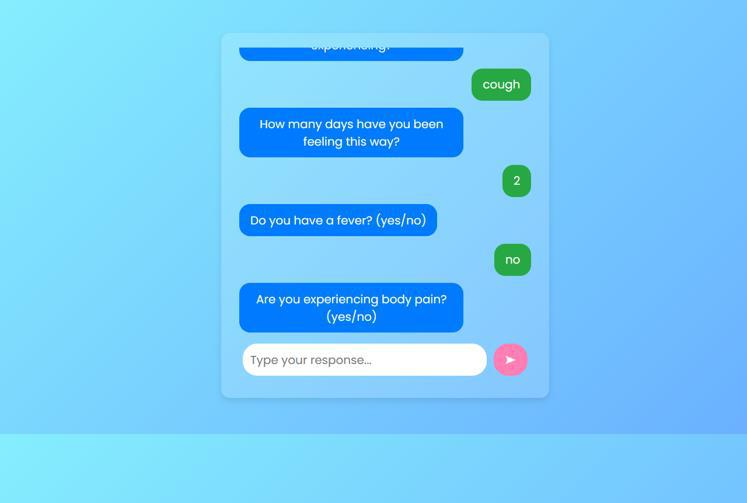 experiencing?
cough
How many days have you been
feeling this way?
2
Do you have a fever? (yes/no)
no
Are you experiencing body pain?
(yes/no)
Type your response...